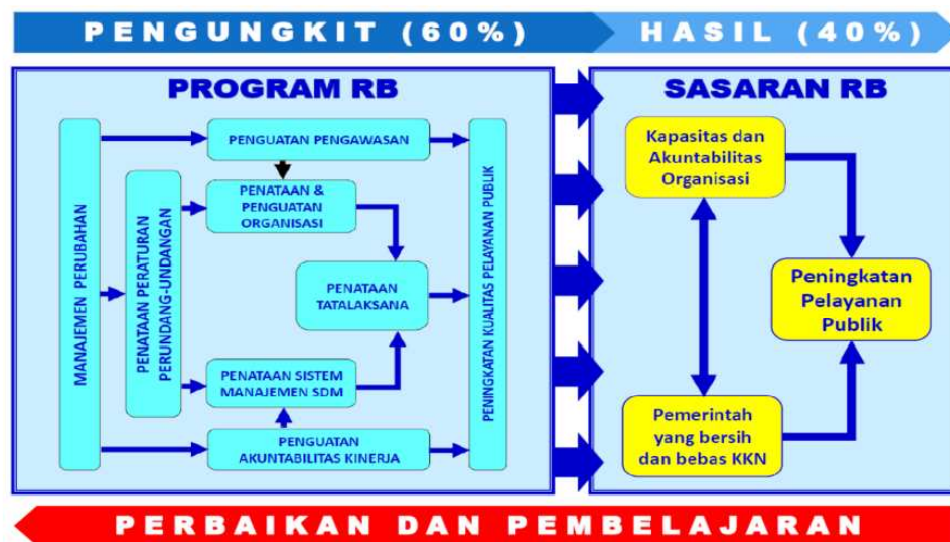 PENGUNGKIT (60%)
HASIL (40%)
PROGRAM RB
MANAJEMEN PERUBAHAN
PENATAAN PERATURAN
PERUNDANG-UNDANGAN
PENGUATAN PENGAWASAN
PENATAAN &
PENGUATAN
ORGANISASI
PENATAAN
TATALAKSANA
PENATAAN SISTEM
MANAJEMEN SDM
PENGUATAN
AKUNTABILITAS KINERJA
PENINGKATAN KUALITAS PELAYANAN PUBLIK
SASARAN RB
Kapasitas dan
Akuntabilitas
Organisasi
Peningkatan
Pelayanan
Publik
Pemerintah
yang bersih
dan bebas KKN
PERBAIKAN DAN PEMBELAJARAN